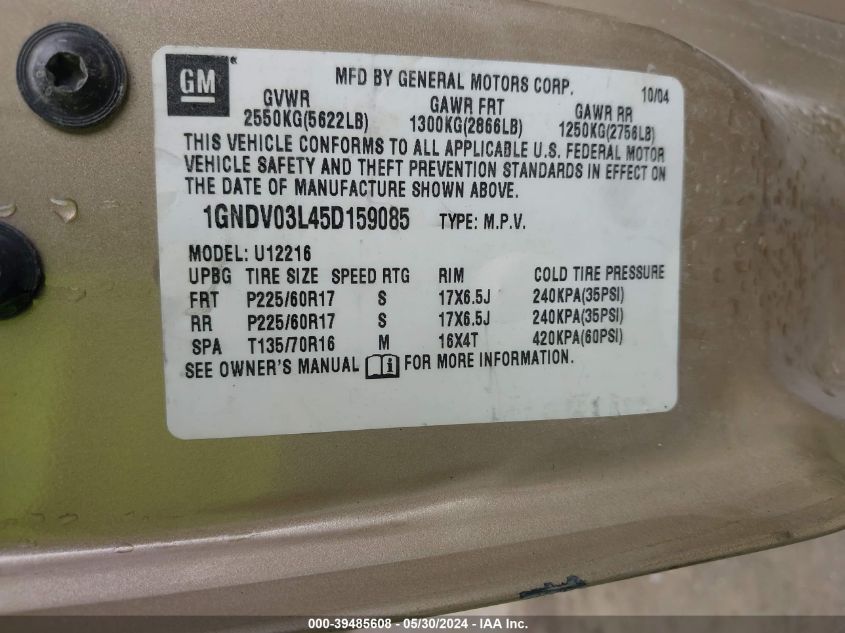 GM
MFD BY GENERAL MOTORS CORP. 10/04
GVWR GAWR FRT GAWR RR
2550KG(5622LB) 1300KG(2866LB) 1250KG(2756LB)
THIS VEHICLE CONFORMS TO ALL APPLICABLE U.S. FEDERAL MOTOR
VEHICLE SAFETY AND THEFT PREVENTION STANDARDS IN EFFECT ON
THE DATE OF MANUFACTURE SHOWN ABOVE.
1GNDV03L45D159085 TYPE: M.P.V.
MODEL: U12216
UPBG TIRE SIZE SPEED RTG RIM COLD TIRE PRESSURE
FRT P225/60R17 S 17X6.5J 240KPA(35PSI)
RR P225/60R17 S 17X6.5J 240KPA(35PSI)
SPA T135/70R16 M 16X4T 420KPA(60PSI)
SEE OWNER'S MANUAL FOR MORE INFORMATION.
000-39485608 - 05/30/2024 - IAA Inc.